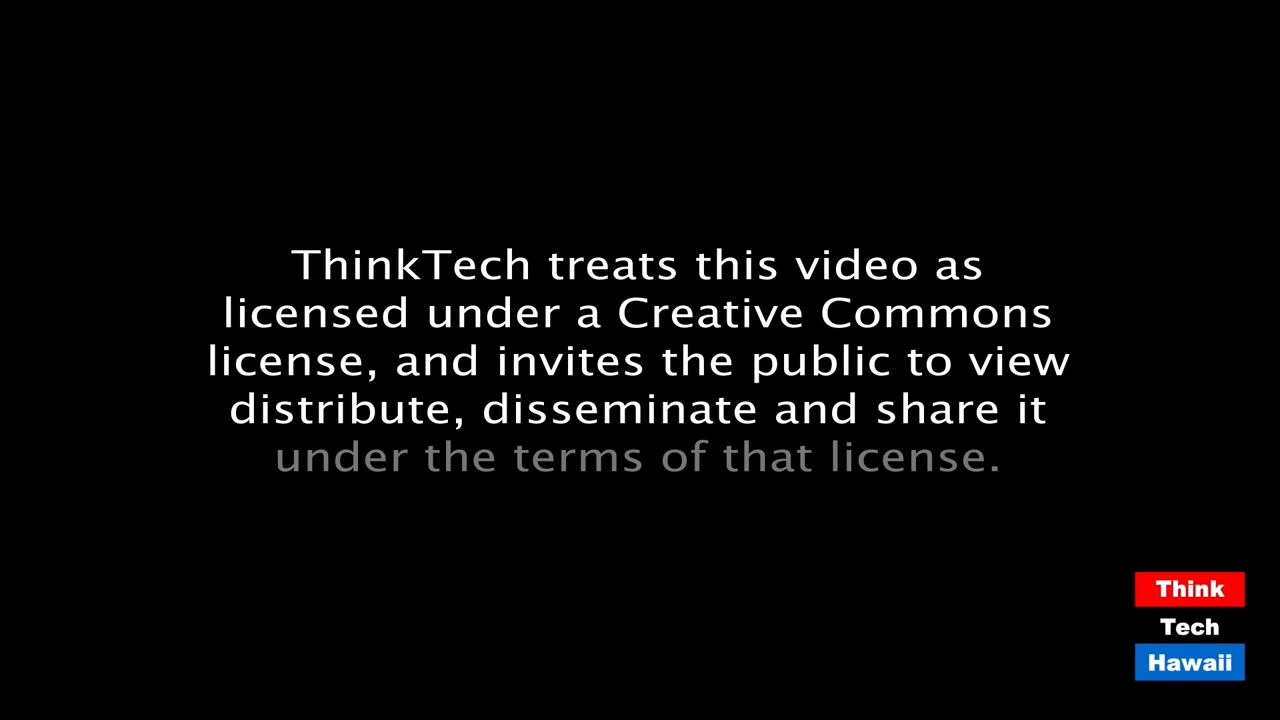 ThinkTech treats this video as
licensed under a Creative Commons
license, and invites the public to view
distribute, disseminate and share it
under the terms of that license.
Think
Tech
Hawaii